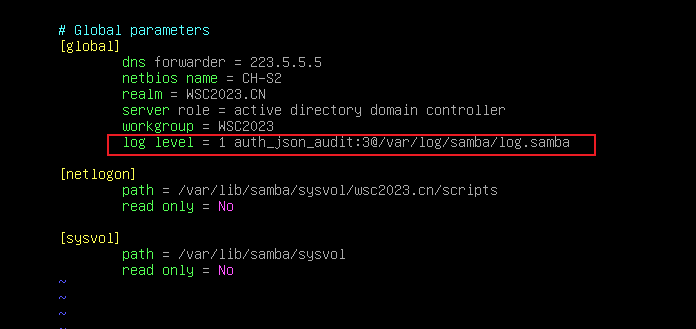 # Global parameters
[global]
dns forwarder = 223.5.5.5
netbios name = CH-S2
realm = WSC2023.CN
server role = active directory domain controller
workgroup = WSC2023
log level = 1 auth_json_audit:3@/var/log/samba/log.samba
[netlogon]
path = /var/lib/samba/sysvol/wsc2023.cn/scripts
read only = No
[sysvol]
path = /var/lib/samba/sysvol
read only = No
~
~
~
~